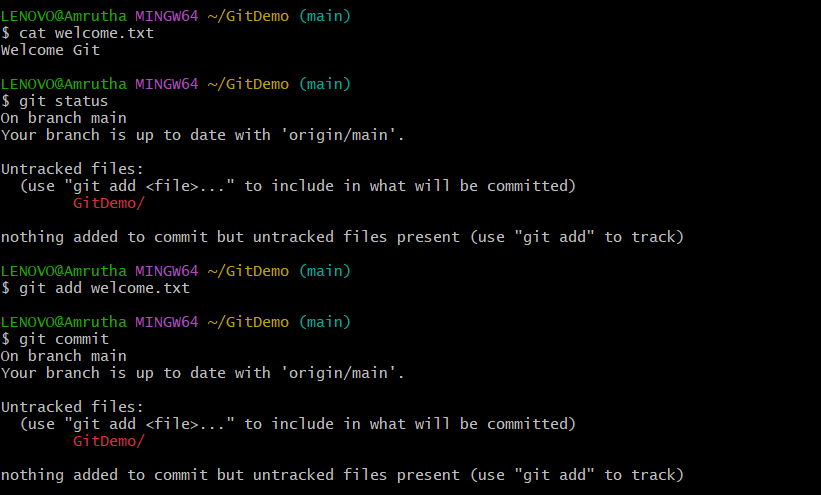 LENOVO@Amrutha MINGW64 ~/GitDemo (main)
$ cat welcome.txt
Welcome Git
LENOVO@Amrutha MINGW64 ~/GitDemo (main)
$ git status
On branch main
Your branch is up to date with 'origin/main'.
Untracked files:
  (use "git add <file>..." to include in what will be committed)
        GitDemo/
nothing added to commit but untracked files present (use "git add" to track)
LENOVO@Amrutha MINGW64 ~/GitDemo (main)
$ git add welcome.txt
LENOVO@Amrutha MINGW64 ~/GitDemo (main)
$ git commit
On branch main
Your branch is up to date with 'origin/main'.
Untracked files:
  (use "git add <file>..." to include in what will be committed)
        GitDemo/
nothing added to commit but untracked files present (use "git add" to track)